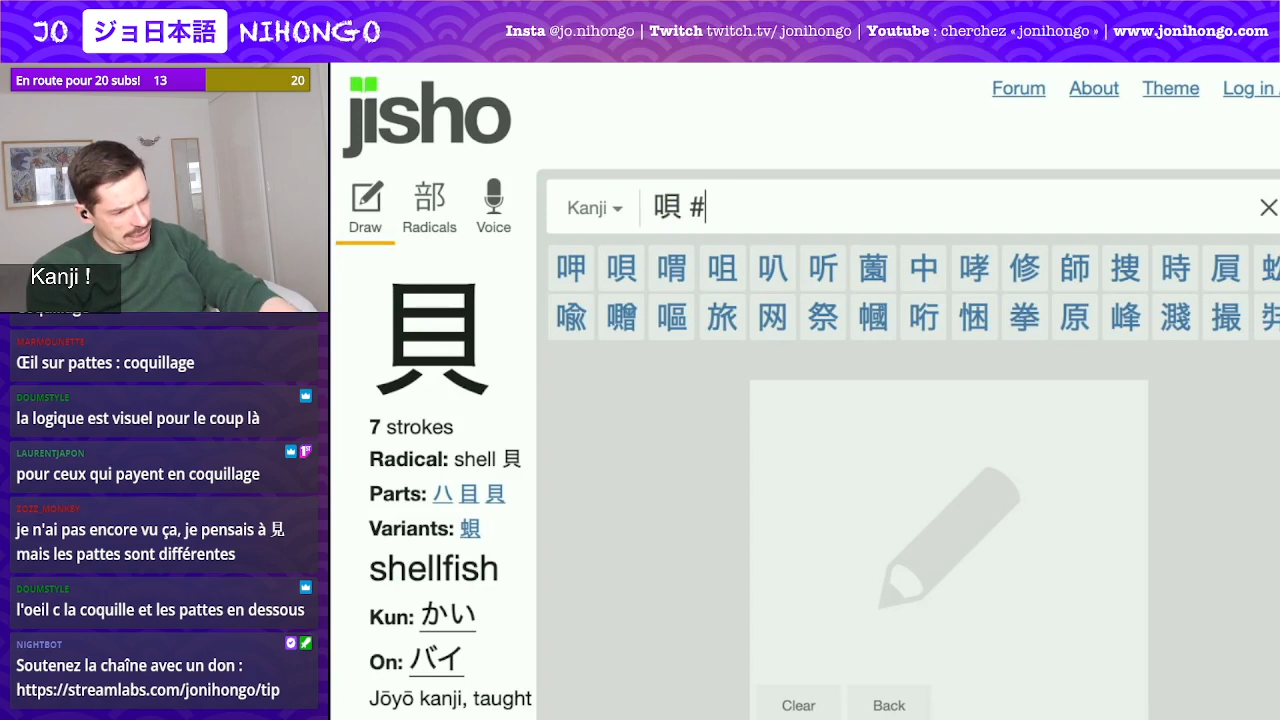 JO ジョ日本語 NIHONGO
Insta @jo.nihongo | Twitch twitch.tv/ jonihongo | Youtube : cherchez « jonihongo » | www.jonihongo.com
En route pour 20 subs! 13 20
Kanji !
MARMOUNETTE
Œil sur pattes : coquillage
DOUMSTYLE
la logique est visuel pour le coup là
LAURENTJAPON
pour ceux qui payent en coquillage
ZOZZ_MONKEY
je n'ai pas encore vu ça, je pensais à 見
mais les pattes sont différentes
DOUMSTYLE
l'oeil c la coquille et les pattes en dessous
NIGHTBOT
Soutenez la chaîne avec un don :
https://streamlabs.com/jonihongo/tip
jisho
Forum About Theme Log in /
Draw Radicals Voice
部
Kanji 唄 #
呷 唄 喟 咀 叭 听 薗 中 哮 修 師 捜 時 屓
喩 囎 嘔 旅 网 祭 幗 哘 悃 拳 原 峰 濺 撮
貝
7 strokes
Radical: shell 貝
Parts: ハ 目 貝
Variants: 蛽
shellfish
Kun: かい
On: バイ
Jōyō kanji, taught
Clear Back